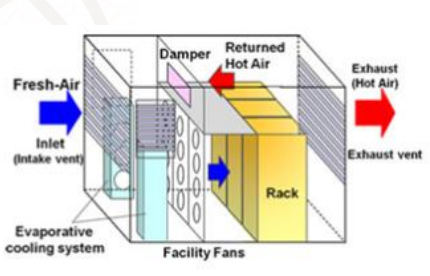 Damper
Returned
Hot Air
Exhaust
(Hot Air)
Fresh-Air
Inlet
(Intake vent)
Exhaust vent
Rack
Evaporative
cooling system
Facility Fans